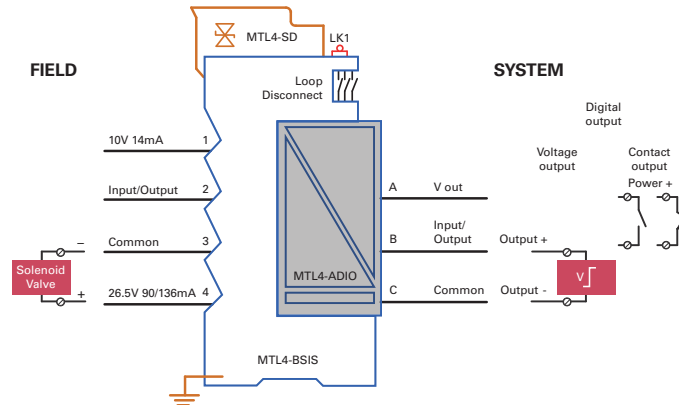 MTL4-SD
LK1
FIELD
SYSTEM
Loop
Disconnect
Digital
output
Voltage
output
Contact
output
Power +
10V 14mA
1
Input/Output
2
Common
3
26.5V 90/136mA
4
–
+
Solenoid
Valve
A
V out
B
Input/
Output
C
Common
Output +
Output -
V
MTL4-ADIO
MTL4-BSIS